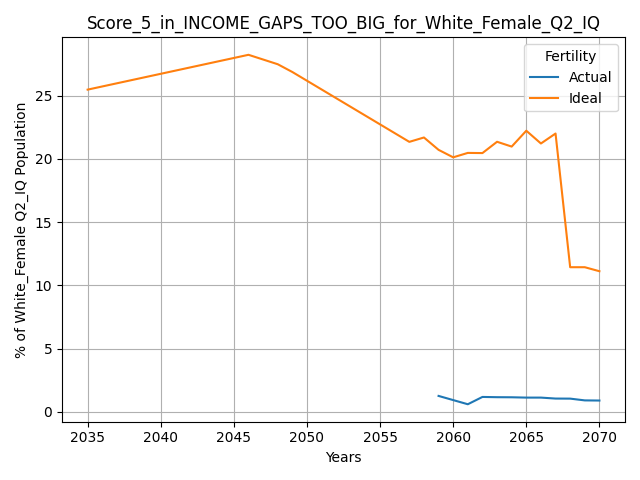 Score_5_in_INCOME_GAPS_TOO_BIG_for_White_Female_Q2_IQ
Fertility
Actual
Ideal
% of White_Female Q2_IQ Population
25
20
15
10
5
0
2035 2040 2045 2050 2055 2060 2065 2070
Years